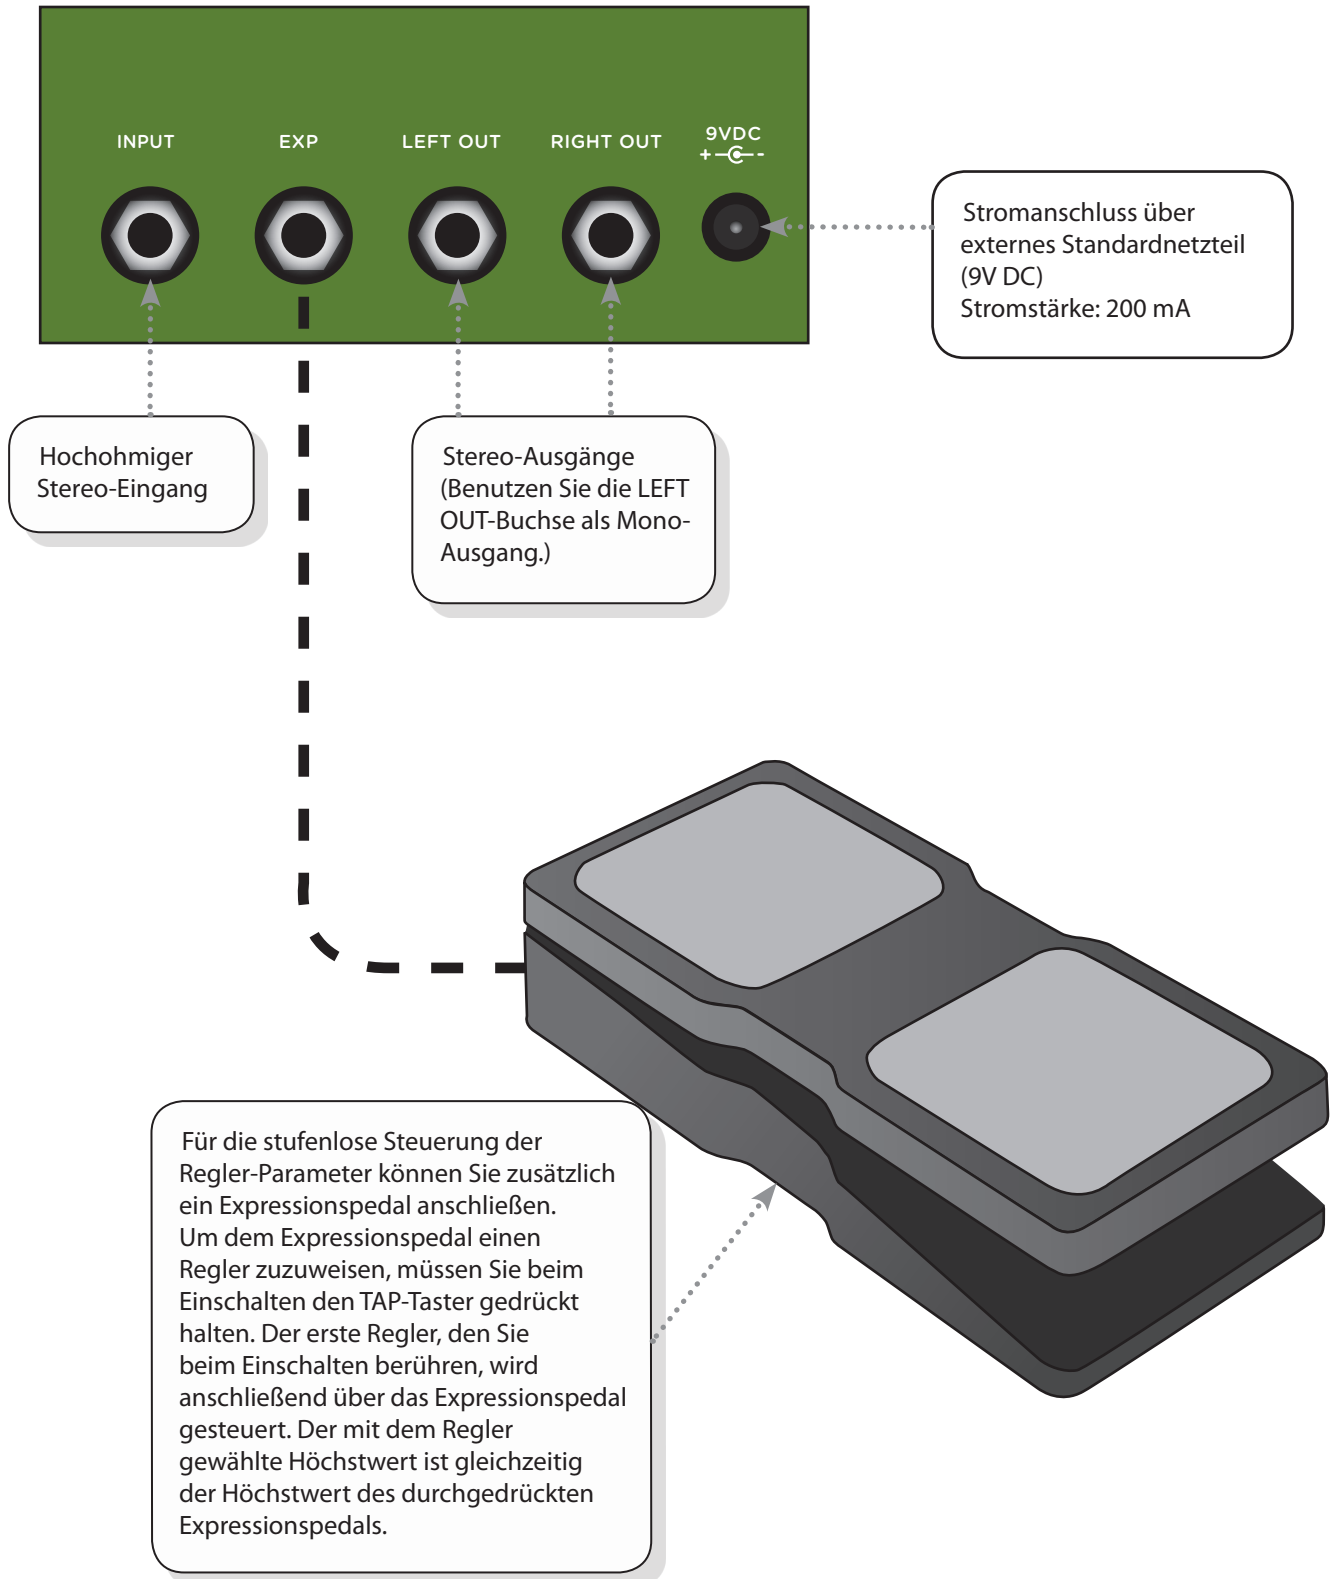 INPUT
EXP
LEFT OUT
RIGHT OUT
9VDC
+ -
Stromanschluss über
externes Standardnetzteil
(9V DC)
Stromstärke: 200 mA
Hochohmiger
Stereo-Eingang
Stereo-Ausgänge
(Benutzen Sie die LEFT
OUT-Buchse als Mono-
Ausgang.)
Für die stufenlose Steuerung der
Regler-Parameter können Sie zusätzlich
ein Expressionspedal anschließen.
Um dem Expressionspedal einen
Regler zuzuweisen, müssen Sie beim
Einschalten den TAP-Taster gedrückt
halten. Der erste Regler, den Sie
beim Einschalten berühren, wird
anschließend über das Expressionspedal
gesteuert. Der mit dem Regler
gewählte Höchstwert ist gleichzeitig
der Höchstwert des durchgedrückten
Expressionspedals.